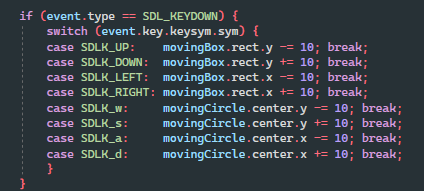 if (event.type == SDL_KEYDOWN) {
switch (event.key.keysym.sym) {
case SDLK_UP: movingBox.rect.y -= 10; break;
case SDLK_DOWN: movingBox.rect.y += 10; break;
case SDLK_LEFT: movingBox.rect.x -= 10; break;
case SDLK_RIGHT: movingBox.rect.x += 10; break;
case SDLK_w: movingCircle.center.y -= 10; break;
case SDLK_s: movingCircle.center.y += 10; break;
case SDLK_a: movingCircle.center.x -= 10; break;
case SDLK_d: movingCircle.center.x += 10; break;
}
}